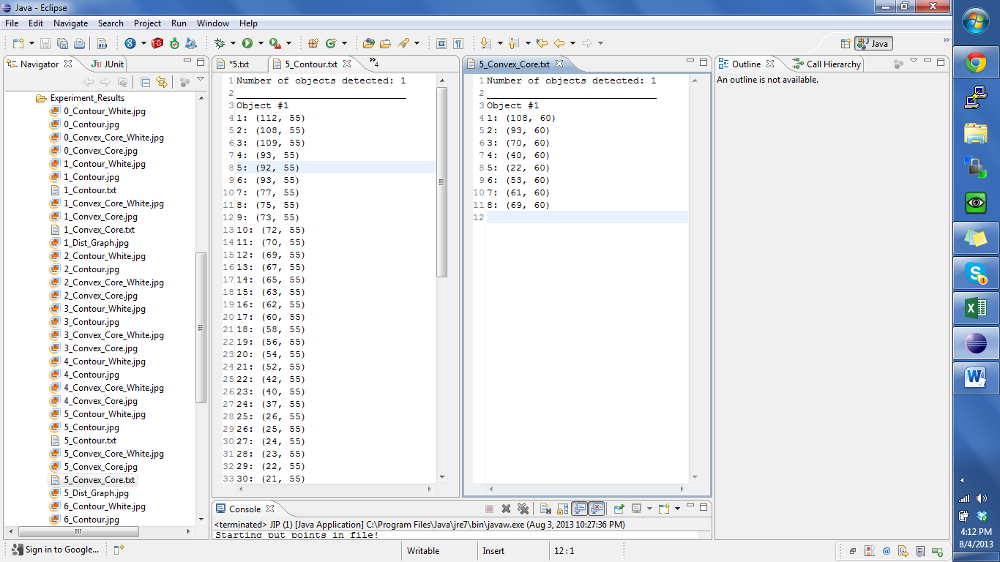 Java - Eclipse
File Edit Navigate Search Project Run Window Help
Java
Navigator JUnit
Experiment_Results
0_Contour_White.jpg
0_Contour.jpg
0_Convex_Core_White.jpg
0_Convex_Core.jpg
1_Contour_White.jpg
1_Contour.jpg
1_Contour.txt
1_Convex_Core_White.jpg
1_Convex_Core.jpg
1_Convex_Core.txt
1_Dist_Graph.jpg
2_Contour_White.jpg
2_Contour.jpg
2_Convex_Core_White.jpg
2_Convex_Core.jpg
3_Contour_White.jpg
3_Contour.jpg
3_Convex_Core_White.jpg
3_Convex_Core.jpg
4_Contour_White.jpg
4_Contour.jpg
4_Convex_Core_White.jpg
4_Convex_Core.jpg
5_Contour_White.jpg
5_Contour.jpg
5_Contour.txt
5_Convex_Core_White.jpg
5_Convex_Core.jpg
5_Convex_Core.txt
5_Dist_Graph.jpg
6_Contour_White.jpg
6_Contour.jpg
*5.txt 5_Contour.txt »4
1 Number of objects detected: 1
2 _______________________________
3 Object #1
4 1: (112, 55)
5 2: (108, 55)
6 3: (109, 55)
7 4: (93, 55)
8 5: (92, 55)
9 6: (93, 55)
10 7: (77, 55)
11 8: (75, 55)
12 9: (73, 55)
13 10: (72, 55)
14 11: (70, 55)
15 12: (69, 55)
16 13: (67, 55)
17 14: (65, 55)
18 15: (63, 55)
19 16: (62, 55)
20 17: (60, 55)
21 18: (58, 55)
22 19: (56, 55)
23 20: (54, 55)
24 21: (52, 55)
25 22: (42, 55)
26 23: (40, 55)
27 24: (37, 55)
28 25: (26, 55)
29 26: (25, 55)
30 27: (24, 55)
31 28: (23, 55)
32 29: (22, 55)
33 30: (21, 55)
5_Convex_Core.txt
1 Number of objects detected: 1
2 _______________________________
3 Object #1
4 1: (108, 60)
5 2: (93, 60)
6 3: (70, 60)
7 4: (40, 60)
8 5: (22, 60)
9 6: (53, 60)
10 7: (61, 60)
11 8: (69, 60)
12
Outline Call Hierarchy
An outline is not available.
Console
<terminated> JIP (1) [Java Application] C:\Program Files\Java\jre7\bin\javaw.exe (Aug 3, 2013 10:27:36 PM)
Starting put points in file!
Sign in to Google... Writable Insert 12 : 1
4:12 PM
8/4/2013